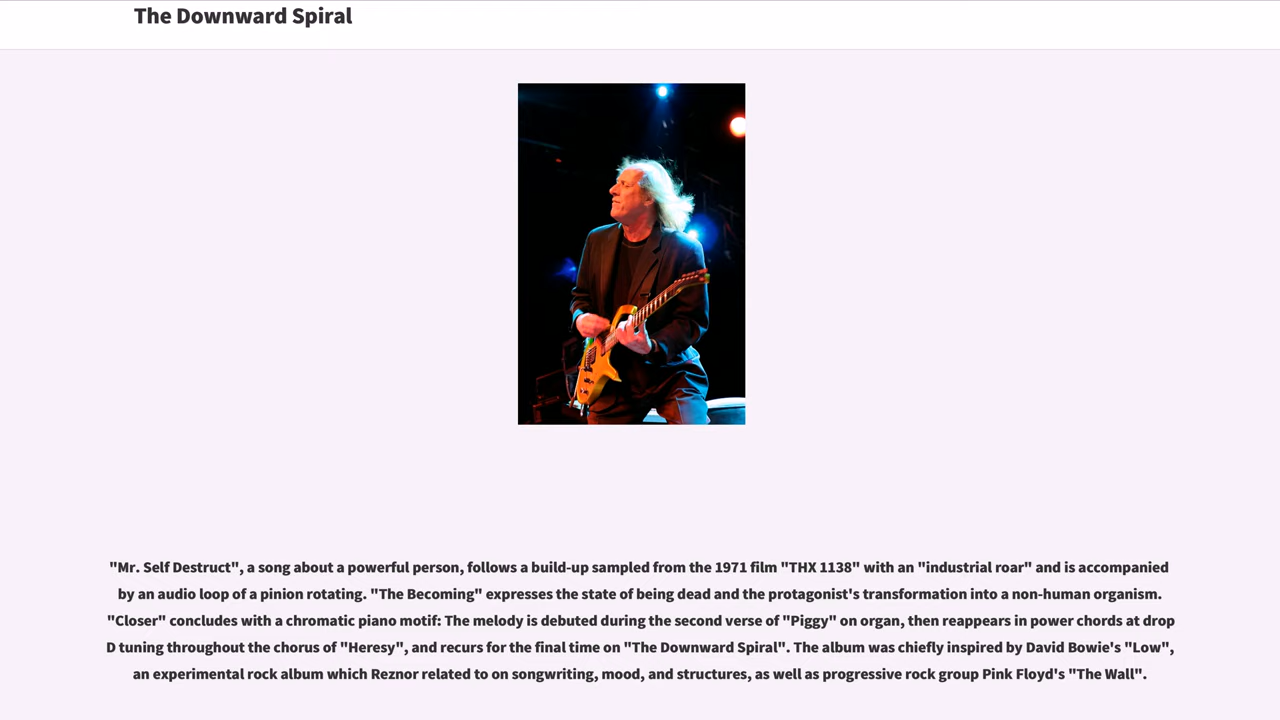 The Downward Spiral
"Mr. Self Destruct", a song about a powerful person, follows a build-up sampled from the 1971 film "THX 1138" with an "industrial roar" and is accompanied
by an audio loop of a pinion rotating. "The Becoming" expresses the state of being dead and the protagonist's transformation into a non-human organism.
"Closer" concludes with a chromatic piano motif: The melody is debuted during the second verse of "Piggy" on organ, then reappears in power chords at drop
D tuning throughout the chorus of "Heresy", and recurs for the final time on "The Downward Spiral". The album was chiefly inspired by David Bowie's "Low",
an experimental rock album which Reznor related to on songwriting, mood, and structures, as well as progressive rock group Pink Floyd's "The Wall".